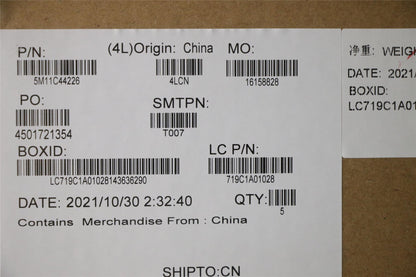 P/N: (4L)Origin: China MO:
5M11C44226 4LCN 16158828
PO: SMTPN:
4501721354 T007
BOXID: LC P/N:
LC719C1A01028143636290 719C1A01028
DATE: 2021/10/30 2:32:40 QTY:
5
Contains Merchandise From : China
SHIPTO:CN
净重: WEIGH
DATE: 2021/
BOXID:
LC719C1A01